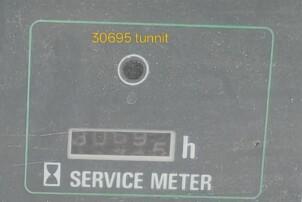 30695 tunnit
h
SERVICE METER